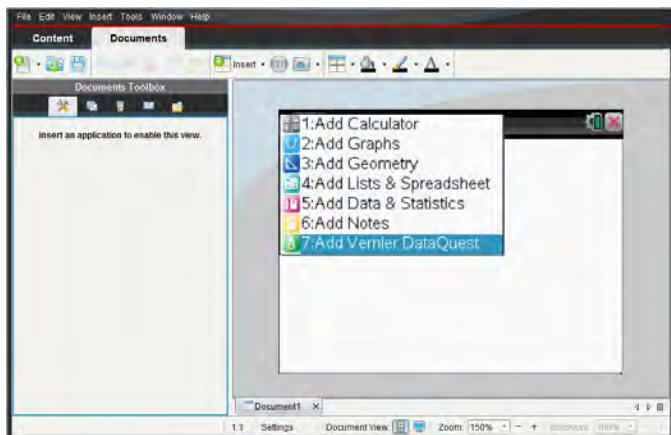 File Edit View Insert Tools Window Help
Content Documents
Insert
Documents Toolbox
Insert an application to enable this view.
1:Add Calculator
2:Add Graphs
3:Add Geometry
4:Add Lists & Spreadsheet
5:Add Data & Statistics
6:Add Notes
7:Add Vernier DataQuest
Document1
1.1 Settings Document View: Zoom: 150% - +